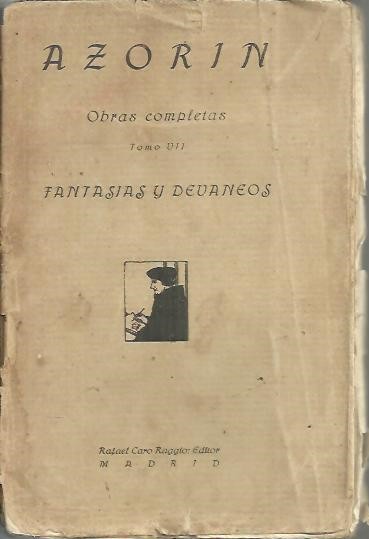 AZORIN
Obras completas
Tomo VII
FANTASIAS Y DEVANEOS
Rafael Caro Raggio: Editor
MADRID